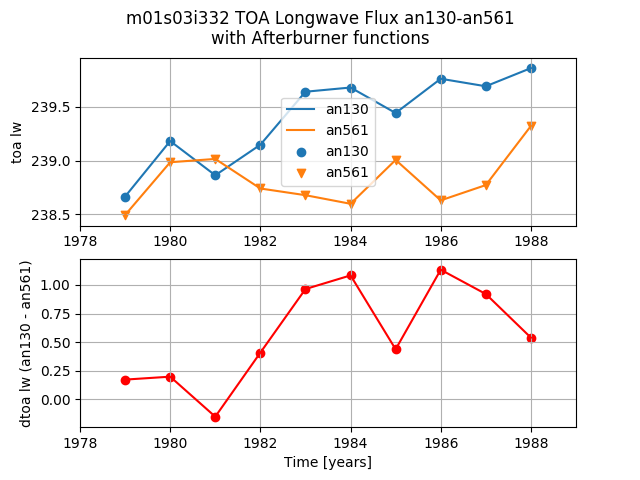 m01s03i332 TOA Longwave Flux an130-an561
with Afterburner functions
toa lw
239.5
239.0
238.5
an130
an561
an130
an561
1978 1980 1982 1984 1986 1988
dtoa lw (an130 - an561)
1.00
0.75
0.50
0.25
0.00
1978 1980 1982 1984 1986 1988
Time [years]